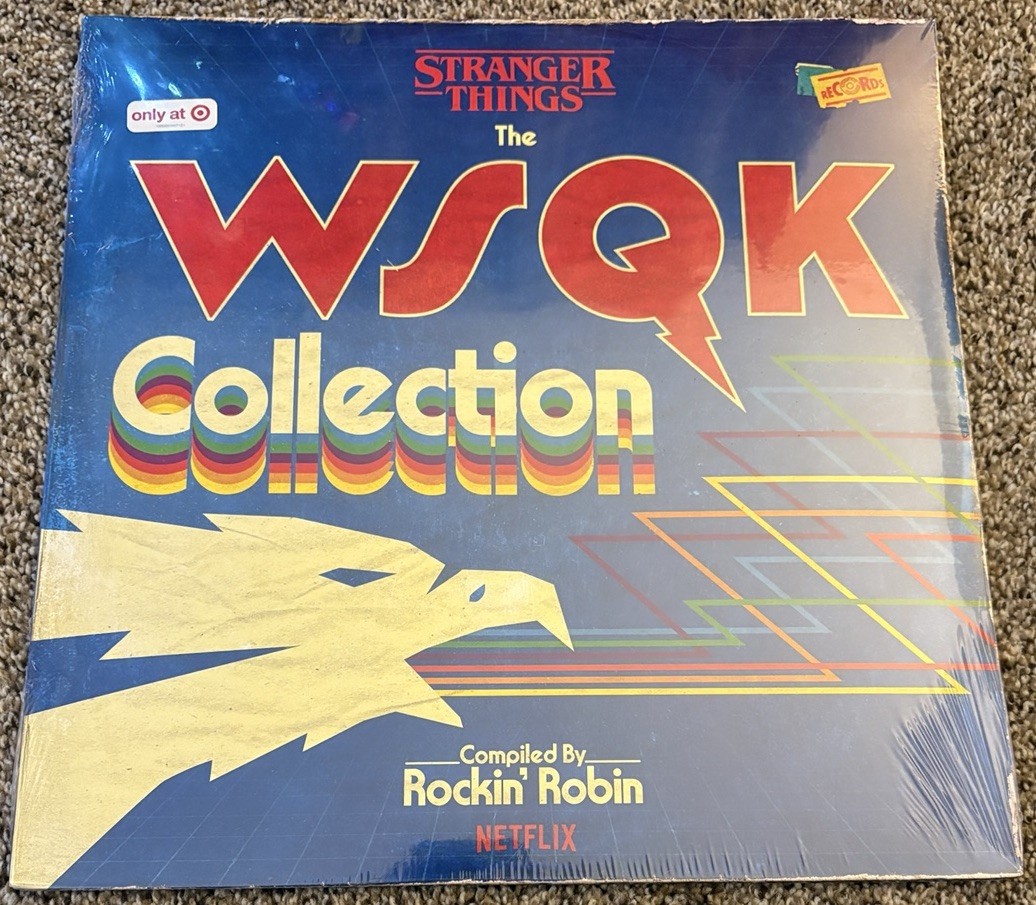 STRANGER
THINGS
only at
RECORDS
The
WSQK
Collection
Compiled By
Rockin' Robin
NETFLIX